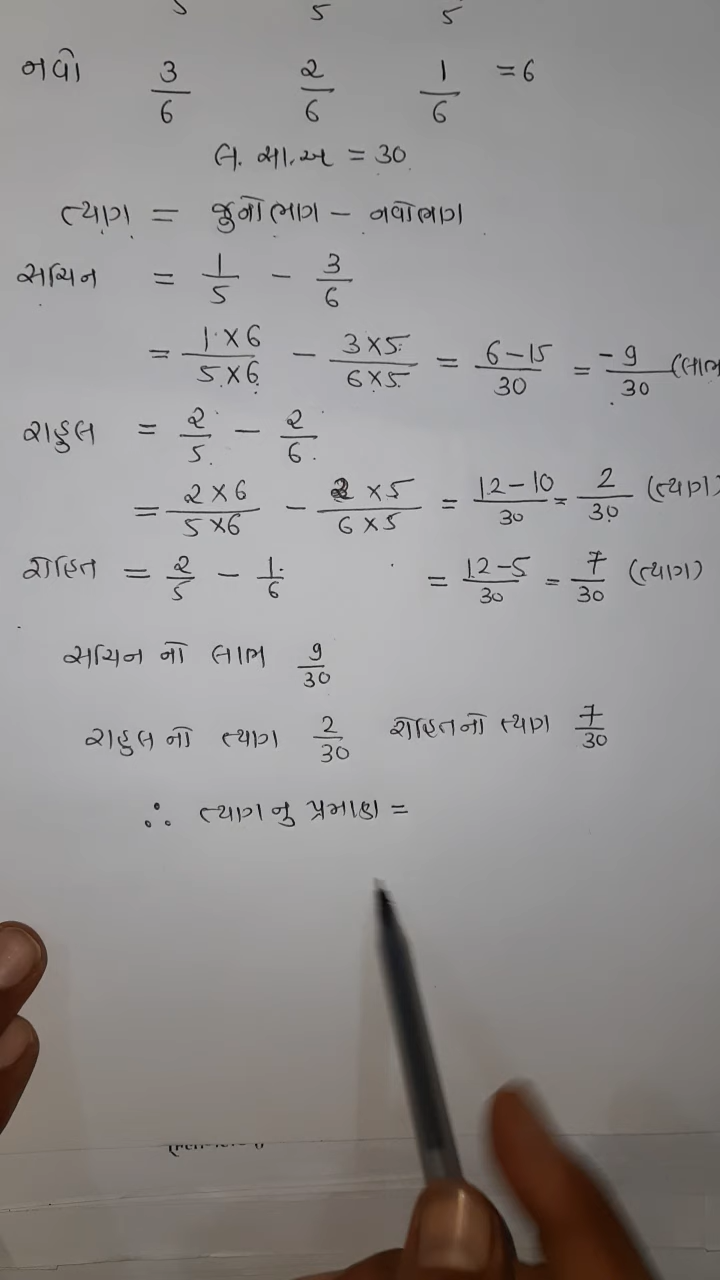 5 5 5
નવો 3/6 2/6 1/6 = 6
લ. સા. અ = 30
ત્યાગ = જુનો ભાગ - નવો ભાગ
સચિન = 1/5 - 3/6
= 1 × 6/5 × 6 - 3 × 5/6 × 5 = 6 - 15/30 = -9/30 (લાભ
રાહુલ = 2/5 - 2/6
= 2 × 6/5 × 6 - 2 × 5/6 × 5 = 12 - 10/30 = 2/30 (ત્યાગ)
રોહિત = 2/5 - 1/6 = 12 - 5/30 = 7/30 (ત્યાગ)
સચિન નો લાભ 9/30
રાહુલ નો ત્યાગ 2/30 રોહિતનો ત્યાગ 7/30
∴ ત્યાગ નુ પ્રમાણ =